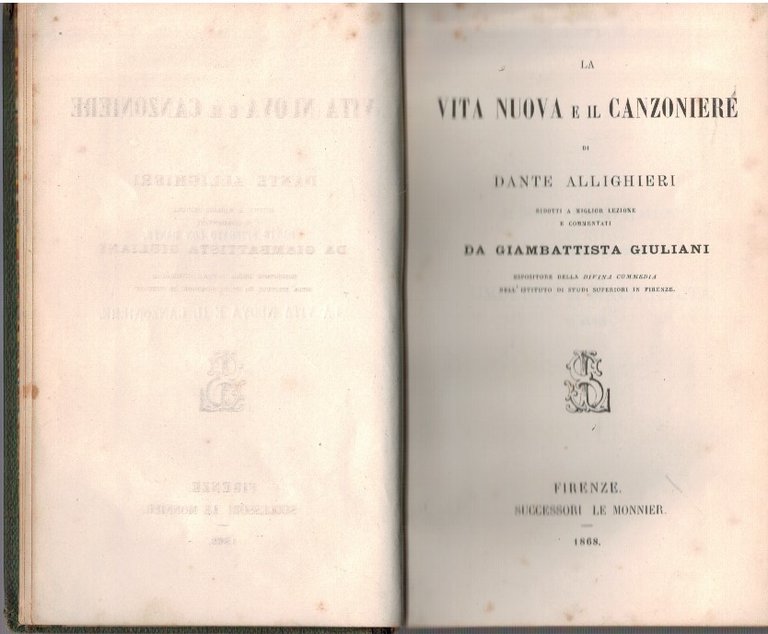 LA
VITA NUOVA E IL CANZONIERE
DI
DANTE ALLIGHIERI
RIDOTTI A MIGLIOR LEZIONE
E COMMENTATI
DA GIAMBATTISTA GIULIANI
ESPOSITORE DELLA DIVINA COMMEDIA
NELL'ISTITUTO DI STUDI SUPERIORI IN FIRENZE.
FIRENZE.
SUCCESSORI LE MONNIER.
1868.